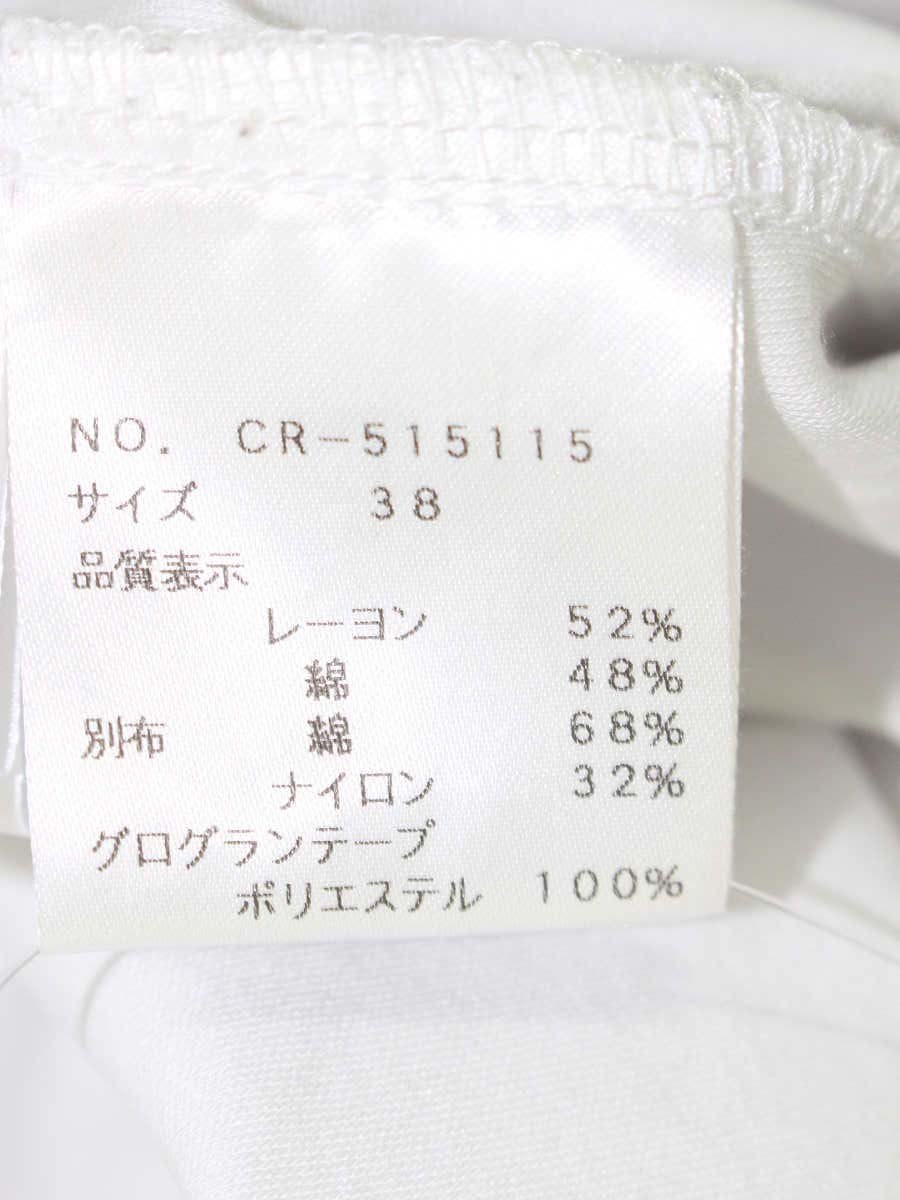 NO. CR-515115
サイズ 38
品質表示
レーヨン 52%
綿 48%
別布 綿 68%
ナイロン 32%
グログランテープ
ポリエステル 100%